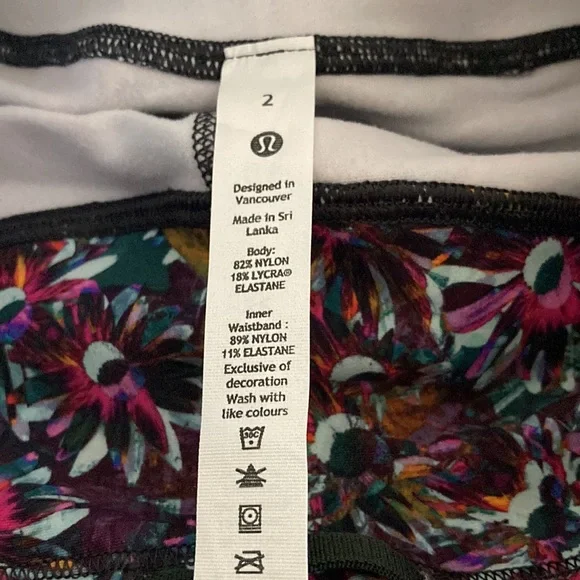 2
Designed in
Vancouver
Made in Sri
Lanka
Body:
82% NYLON
18% LYCRA®
ELASTANE
Inner
Waistband :
89% NYLON
11% ELASTANE
Exclusive of
decoration
Wash with
like colours
30C